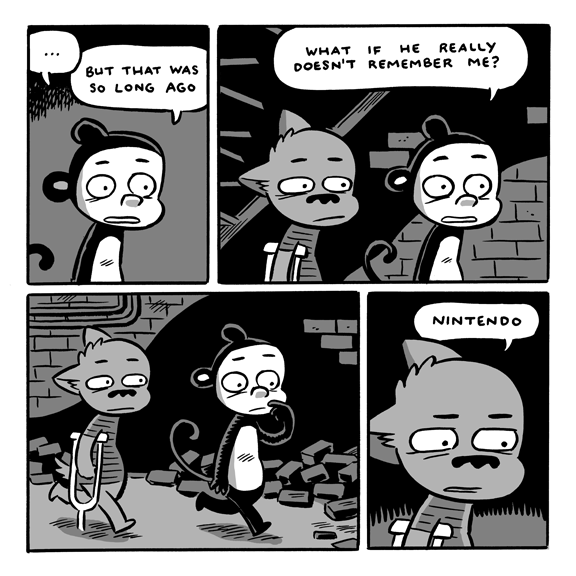 ...
BUT THAT WAS
SO LONG AGO
WHAT IF HE REALLY
DOESN'T REMEMBER ME?
NINTENDO